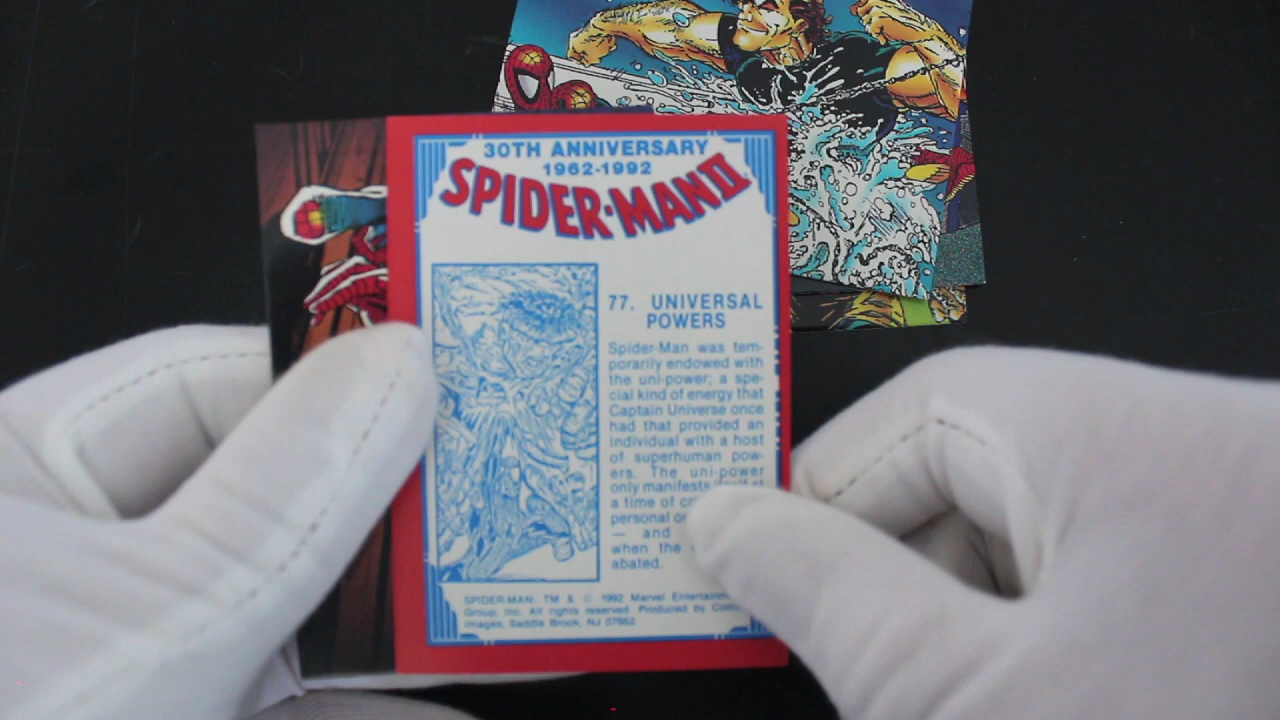 30TH ANNIVERSARY
1962-1992
SPIDER-MAN II
77. UNIVERSAL
POWERS
Spider-Man was tem-
porarily endowed with
the uni-power; a spe-
cial kind of energy that
Captain Universe once
had that provided an
individual with a host
of superhuman pow-
ers. The uni-power
only manifests itself at
a time of
personal or
— and
when the
abated.
SPIDER-MAN: TM & © 1992 Marvel
Group, Inc. All rights reserved. Produced by
Images, Saddle Brook, NJ 07662